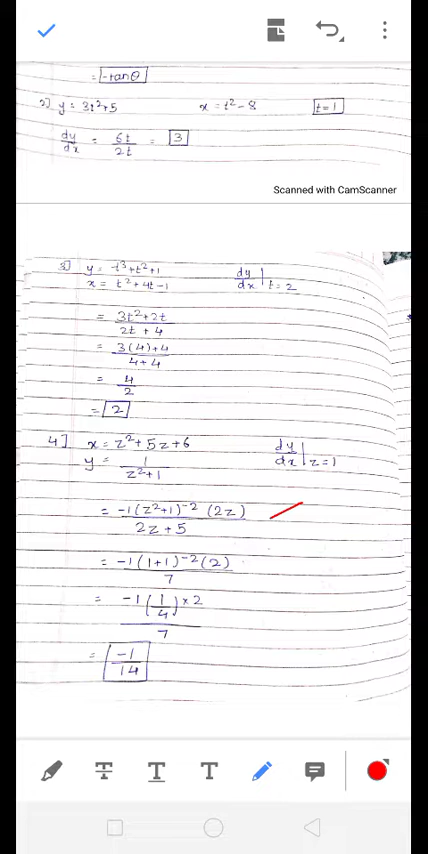 = -tanθ
2) y = 3t²+5 x = t²-8 t=1
dy/dx = 6t/2t = 3
Scanned with CamScanner
3] y = t³+t²+1
x = t²+4t-1 dy/dx | t=2
= 3t²+2t / 2t+4
= 3(4)+4 / 4+4
= 4/2
= 2
4] x = z²+5z+6 dy/dx | z=1
y = 1 / z²+1
= -1(z²+1)⁻²(2z) / 2z+5
= -1(1+1)⁻²(2) / 7
= -1(1/4)×2 / 7
= -1/14
T T T